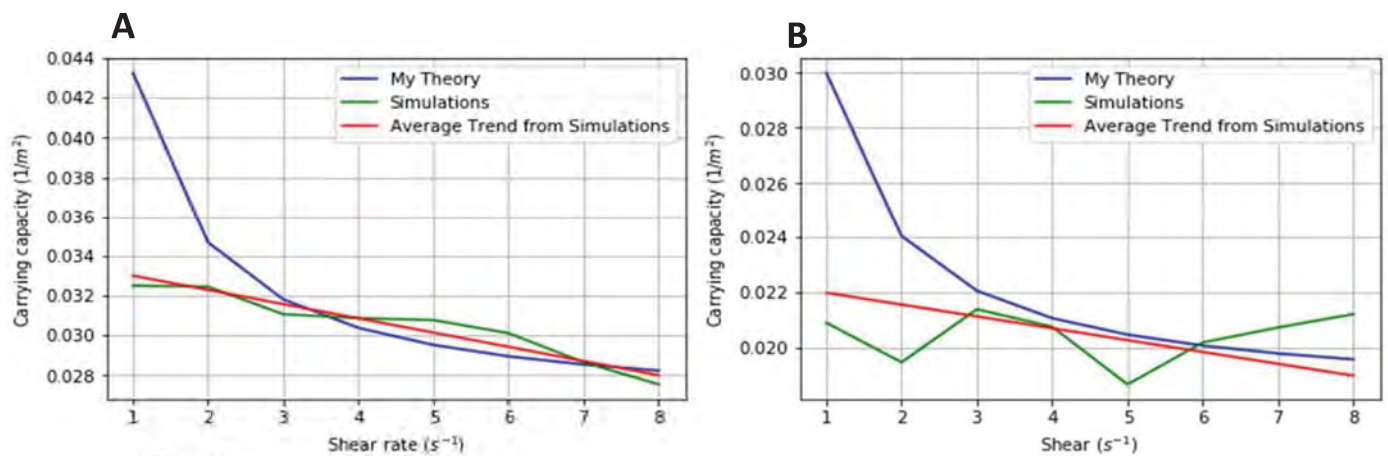 A
0.044
0.042
0.040
0.038
0.036
0.034
0.032
0.030
0.028
Carrying capacity (1/m²)
My Theory
Simulations
Average Trend from Simulations
1 2 3 4 5 6 7 8
Shear rate (s⁻¹)
B
0.030
0.028
0.026
0.024
0.022
0.020
Carrying capacity (1/m²)
My Theory
Simulations
Average Trend from Simulations
1 2 3 4 5 6 7 8
Shear (s⁻¹)